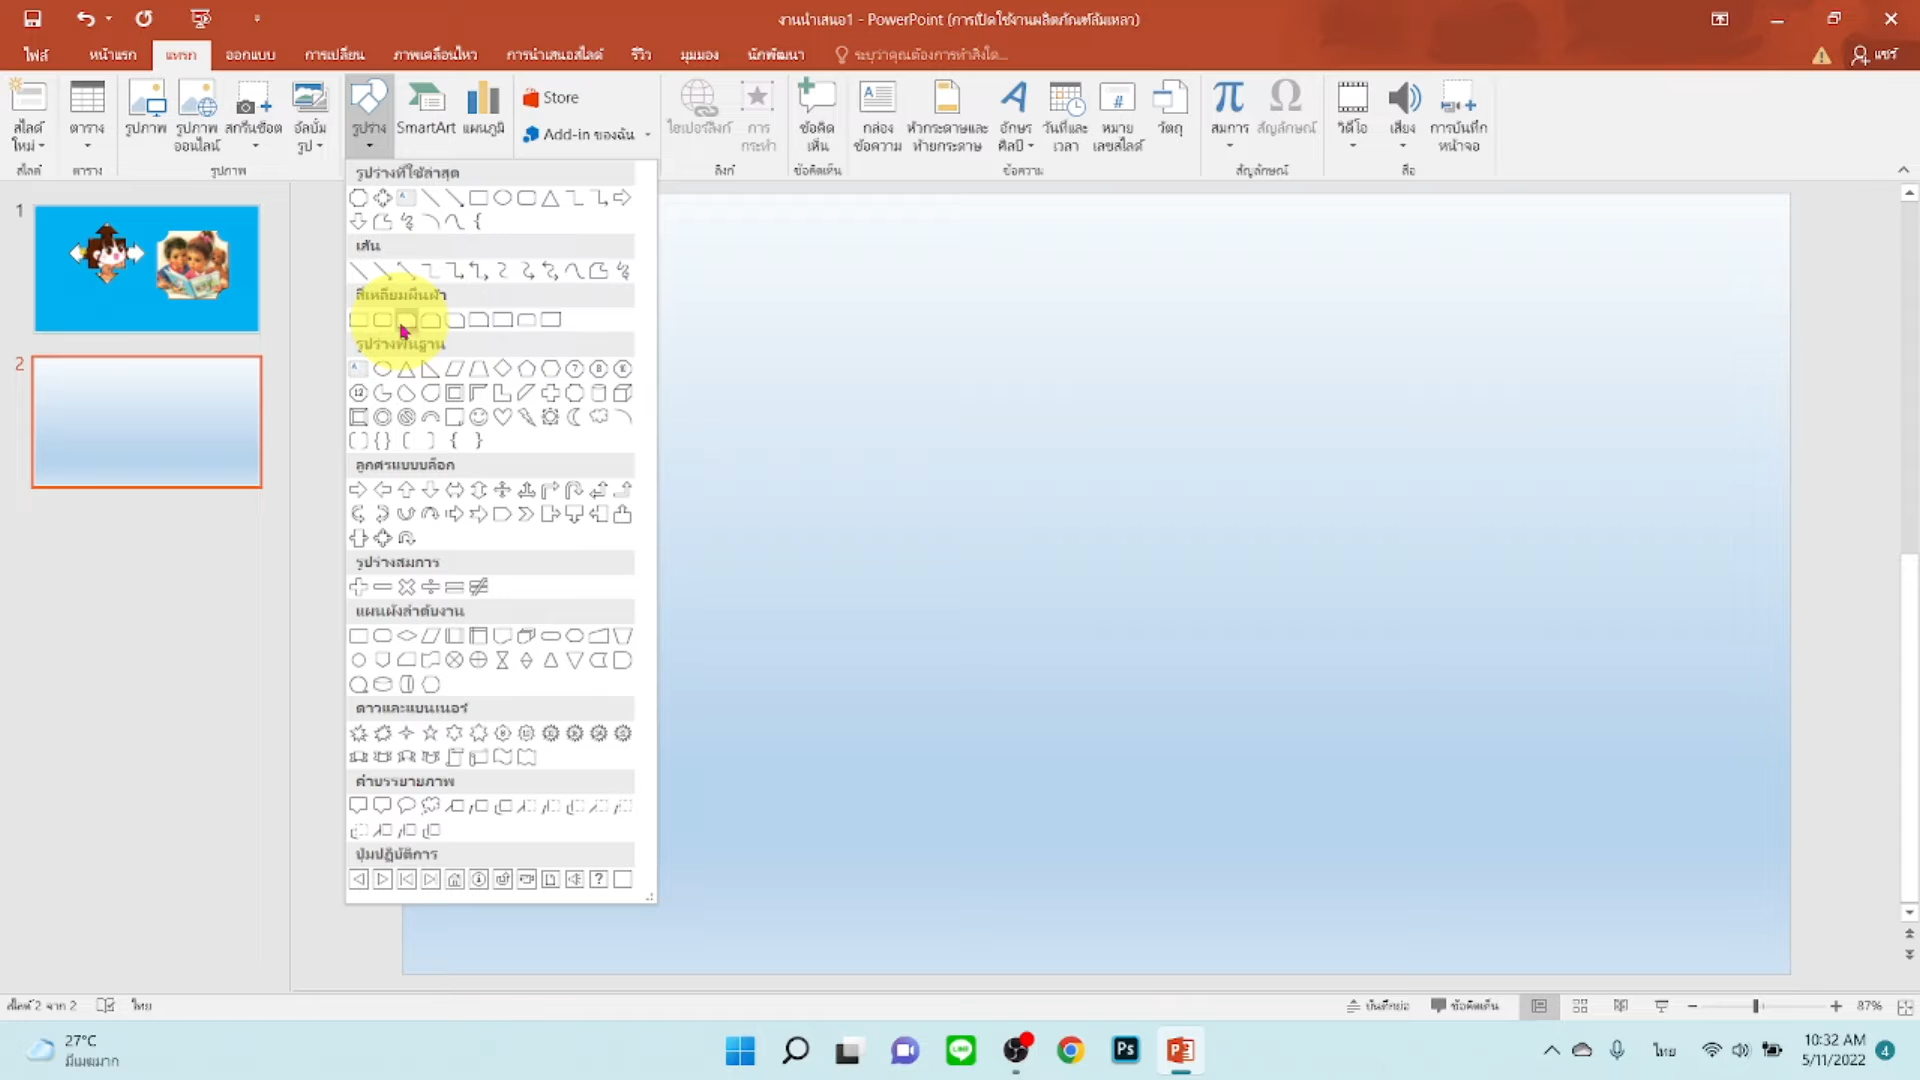 งานนำเสนอ1 - PowerPoint (การเปิดใช้งานผลิตภัณฑ์ล้มเหลว)
ไฟล์ หน้าแรก แทรก ออกแบบ การเปลี่ยน ภาพเคลื่อนไหว การนำเสนอสไลด์ รีวิว มุมมอง นักพัฒนา ระบุว่าคุณต้องการทำสิ่งใด... แชร์
สไลด์ใหม่ ตาราง รูปภาพ รูปภาพออนไลน์ สกรีนช็อต อัลบั้มรูป รูปร่าง SmartArt แผนภูมิ Store Add-in ของฉัน ไฮเปอร์ลิงก์ การกระทำ ข้อคิดเห็น กล่องข้อความ หัวกระดาษและท้ายกระดาษ อักษรศิลป์ วันที่และเวลา หมายเลขสไลด์ วัตถุ สมการ สัญลักษณ์ วิดีโอ เสียง การบันทึกหน้าจอ
สไลด์ ตาราง รูปภาพ ลิงก์ ข้อคิดเห็น ข้อความ สัญลักษณ์ สื่อ
รูปร่างที่ใช้ล่าสุด
เส้น
สี่เหลี่ยมผืนผ้า
รูปร่างพื้นฐาน
ลูกศรแบบบล็อก
รูปร่างสมการ
แผนผังลำดับงาน
ดาวและแบนเนอร์
คำบรรยายภาพ
ปุ่มปฏิบัติการ
1
2
สไลด์ 2 จาก 2 ไทย บันทึกย่อ ข้อคิดเห็น 87%
27°C
มีเมฆมาก
Ps
ไทย
10:32 AM
5/11/2022
4